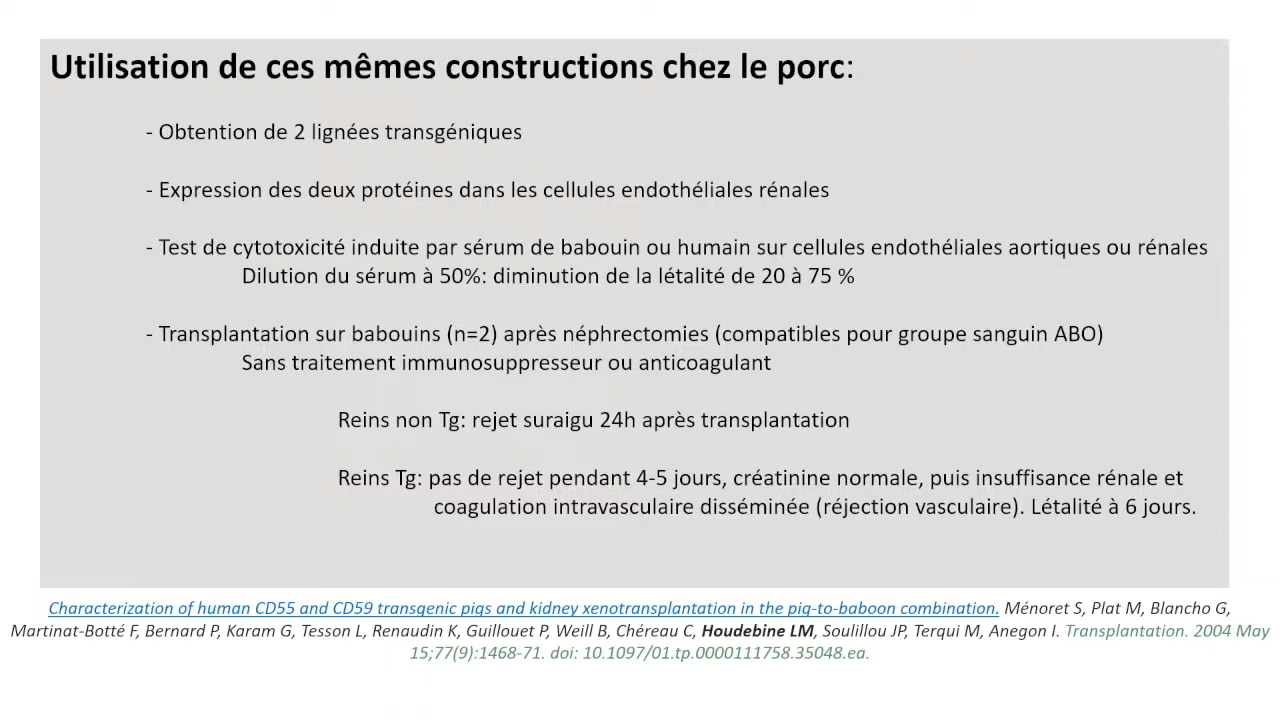 Utilisation de ces mêmes constructions chez le porc:
- Obtention de 2 lignées transgéniques
- Expression des deux protéines dans les cellules endothéliales rénales
- Test de cytotoxicité induite par sérum de babouin ou humain sur cellules endothéliales aortiques ou rénales
Dilution du sérum à 50%: diminution de la létalité de 20 à 75 %
- Transplantation sur babouins (n=2) après néphrectomies (compatibles pour groupe sanguin ABO)
Sans traitement immunosuppresseur ou anticoagulant
Reins non Tg: rejet suraigu 24h après transplantation
Reins Tg: pas de rejet pendant 4-5 jours, créatinine normale, puis insuffisance rénale et
coagulation intravasculaire disséminée (réjection vasculaire). Létalité à 6 jours.
Characterization of human CD55 and CD59 transgenic pigs and kidney xenotransplantation in the pig-to-baboon combination. Ménoret S, Plat M, Blancho G,
Martinat-Botté F, Bernard P, Karam G, Tesson L, Renaudin K, Guillouet P, Weill B, Chéreau C, Houdebine LM, Soulillou JP, Terqui M, Anegon I. Transplantation. 2004 May
15;77(9):1468-71. doi: 10.1097/01.tp.0000111758.35048.ea.